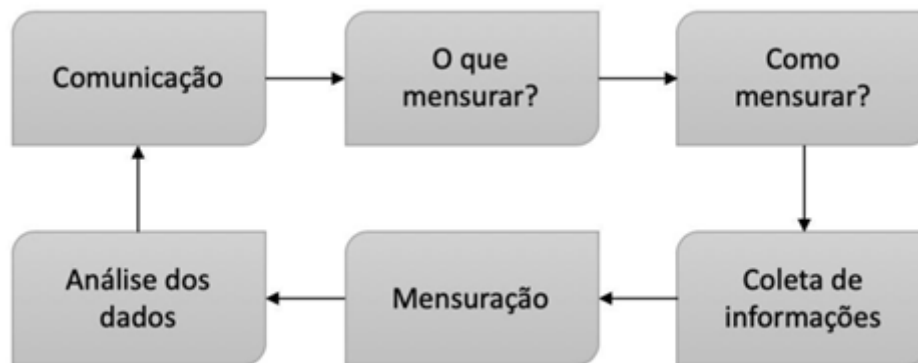 Comunicação
O que
mensurar?
Como
mensurar?
Análise dos
dados
Mensuração
Coleta de
informações